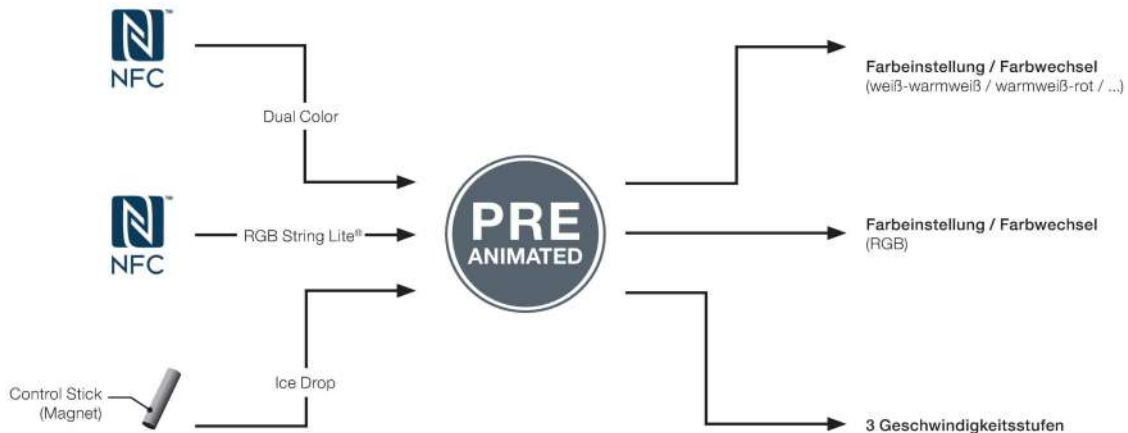 NFC
Dual Color
Farbeinstellung / Farbwechsel
(weiß-warmweiß / warmweiß-rot / ...)
NFC
RGB String Lite®
PRE
ANIMATED
Farbeinstellung / Farbwechsel
(RGB)
Control Stick
(Magnet)
Ice Drop
3 Geschwindigkeitsstufen